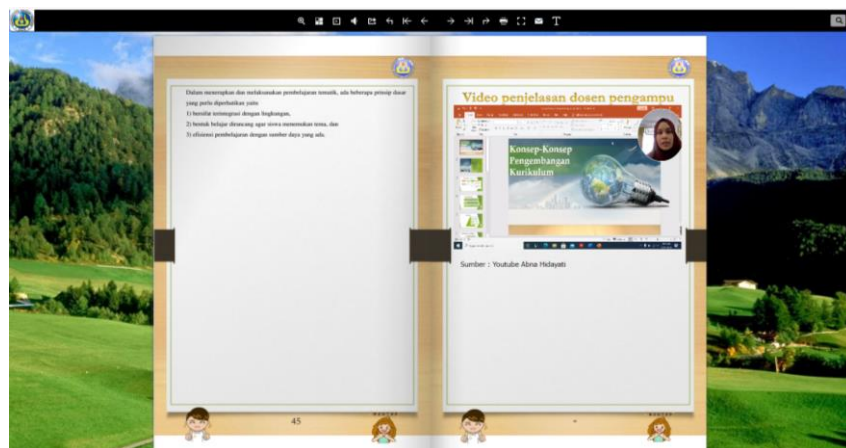 Dalam menerapkan dan melaksanakan pembelajaran tematik, ada beberapa prinsip dasar
yang perlu diperhatikan yaitu
1) bersifat terintegrasi dengan lingkungan,
2) bentuk belajar dirancang agar siswa menemukan tema, dan
3) efisiensi pembelajaran dengan sumber daya yang ada.
45
Video penjelasan dosen pengampu
Konsep-Konsep
Pengembangan
Kurikulum
Sumber : Youtube Abna Hidayati